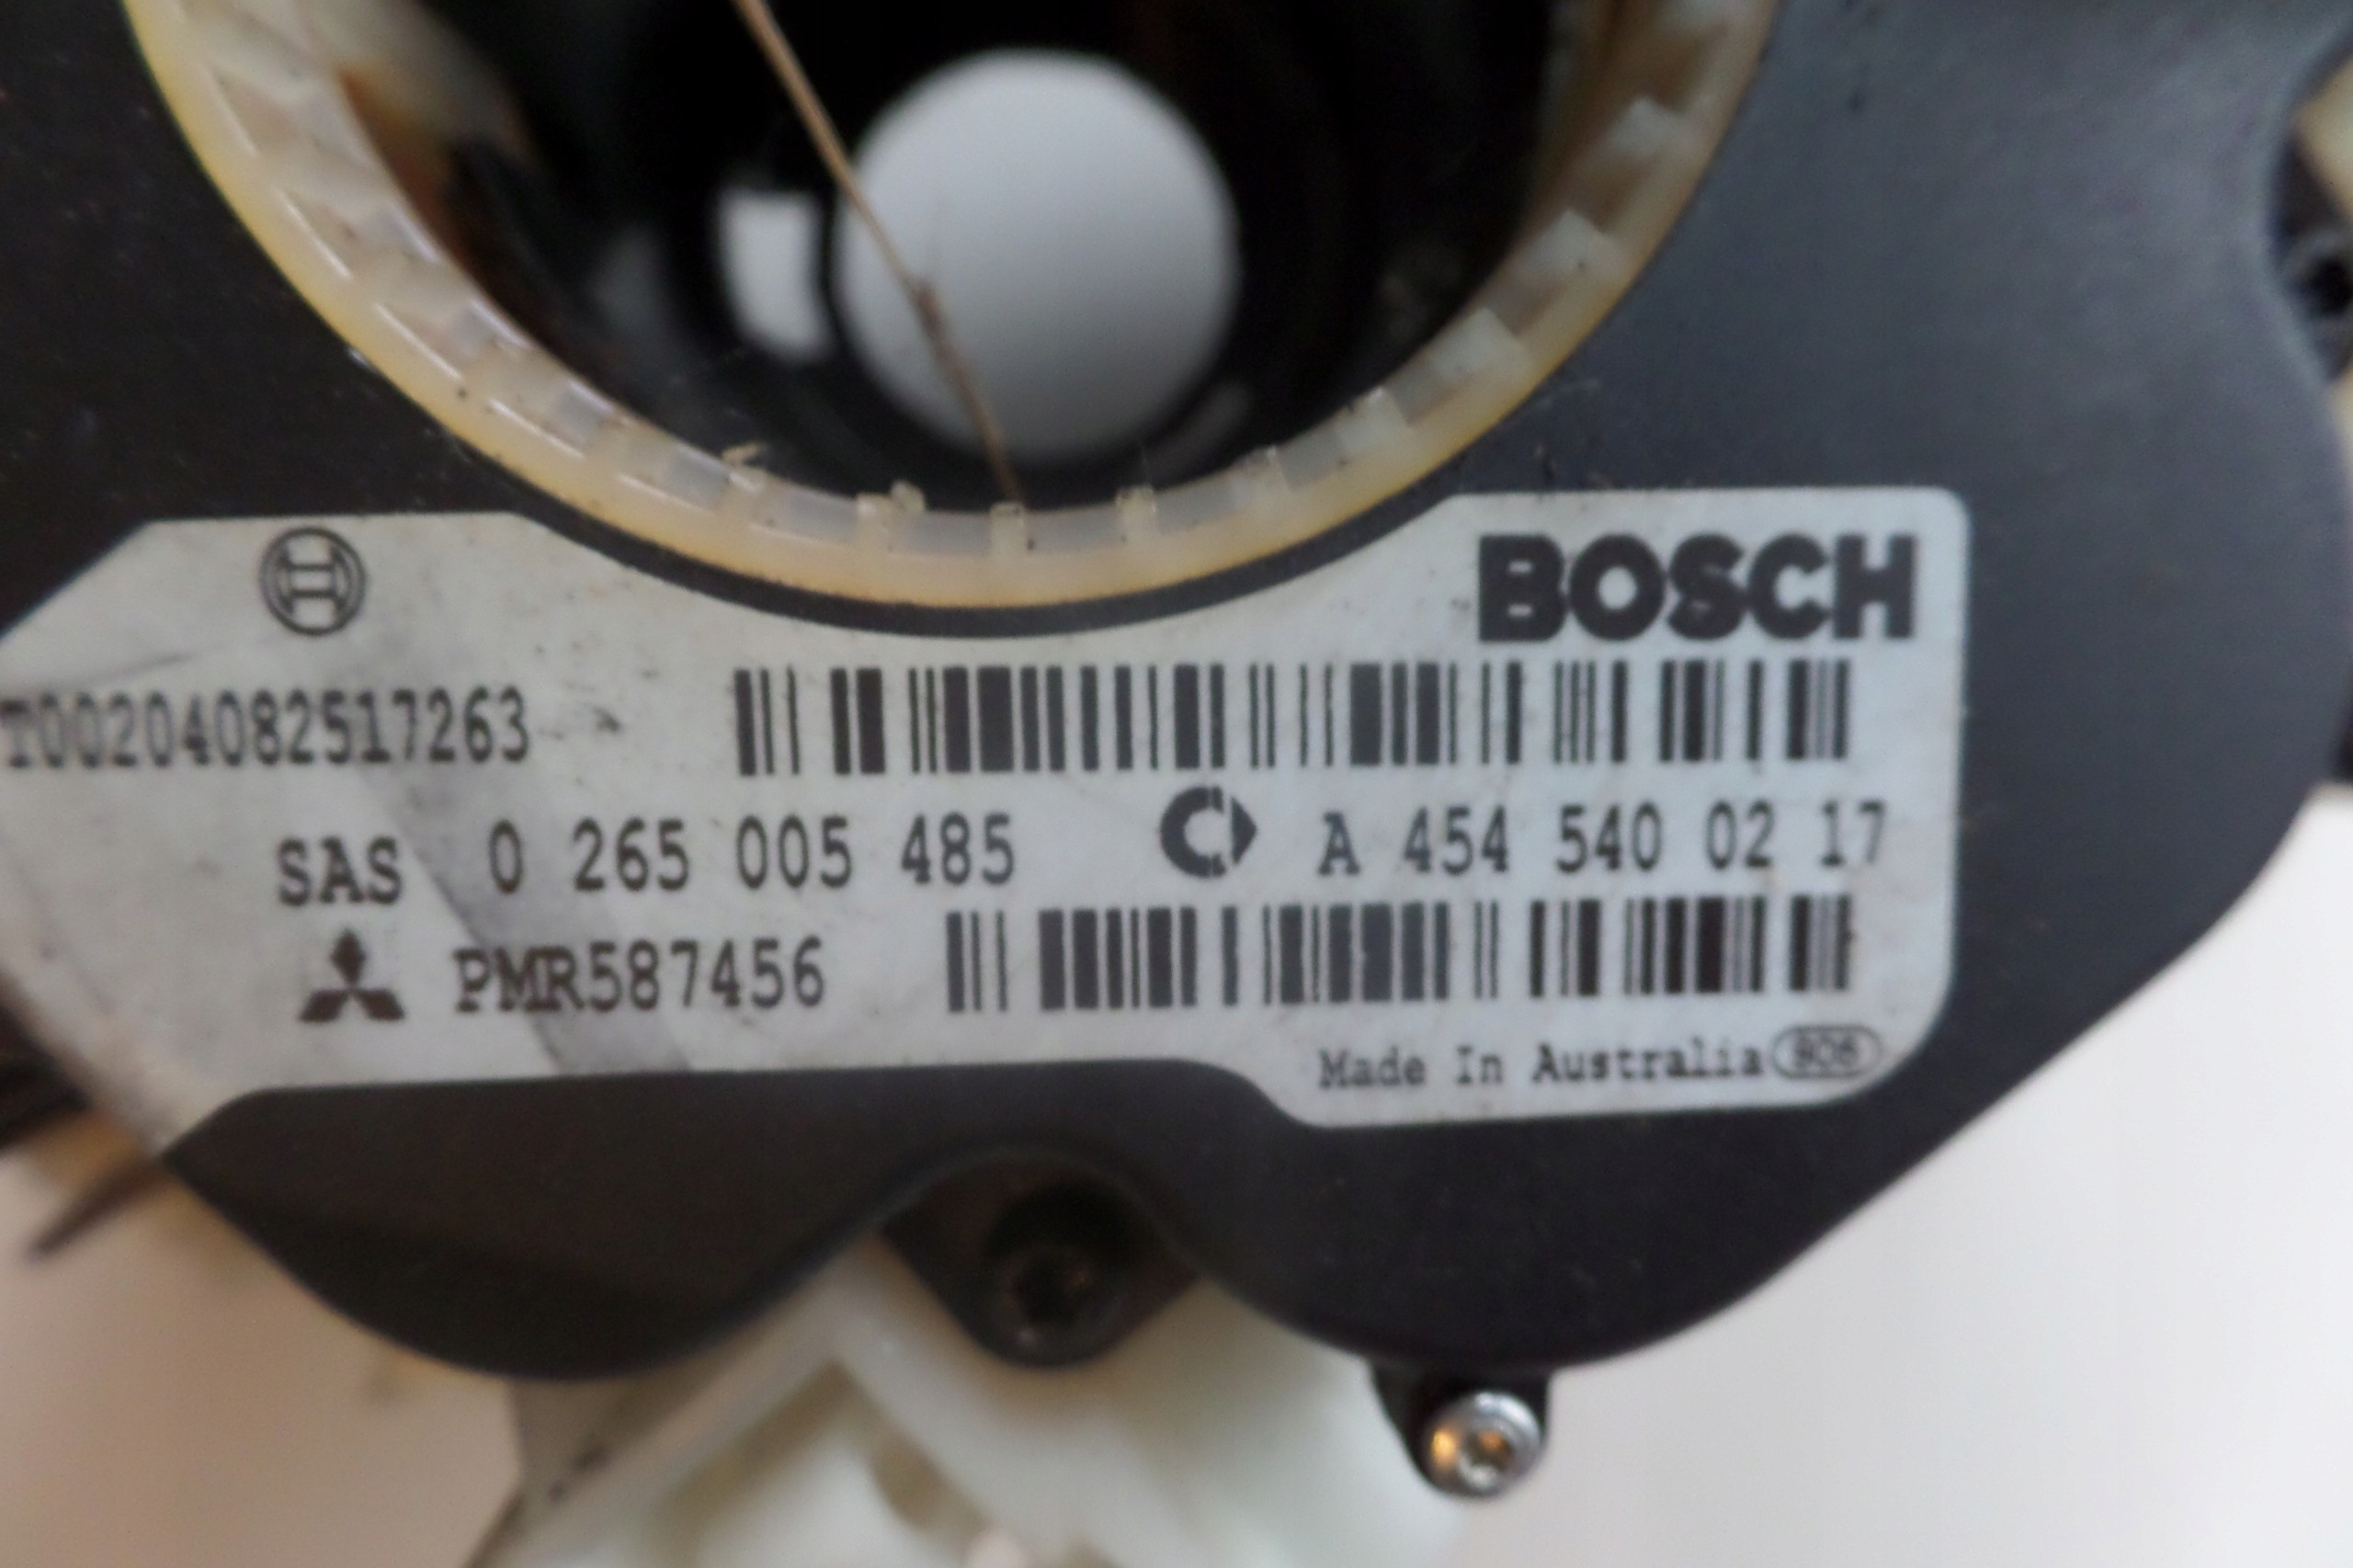 BOSCH
T00204082517263
SAS 0 265 005 485 A 454 540 02 17
PMR587456
Made In Australia